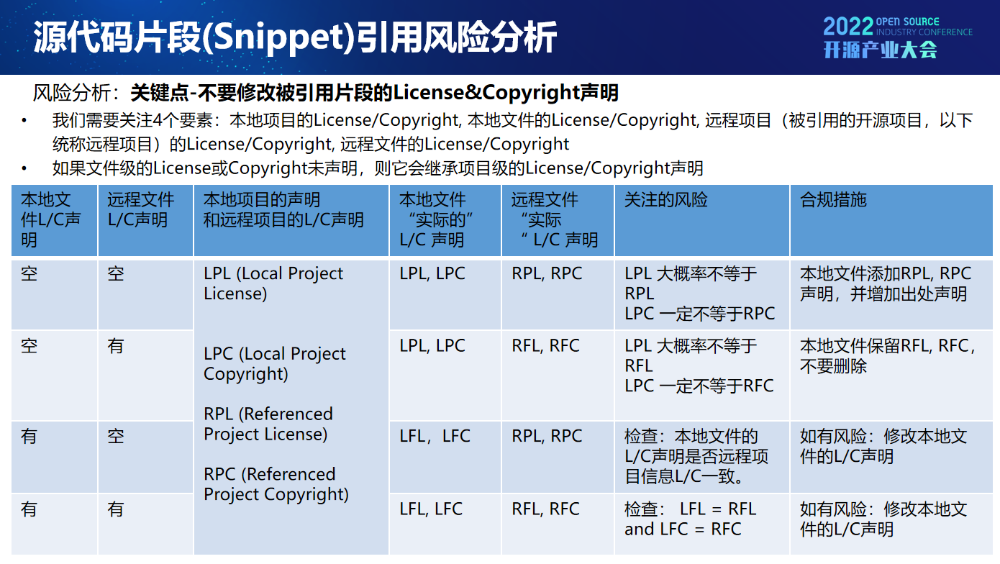 源代码片段(Snippet)引用风险分析
2022 OPEN SOURCE
INDUSTRY CONFERENCE
开源产业大会
风险分析：关键点-不要修改被引用片段的License&Copyright声明
• 我们需要关注4个要素：本地项目的License/Copyright, 本地文件的License/Copyright, 远程项目（被引用的开源项目，以下
统称远程项目）的License/Copyright, 远程文件的License/Copyright
• 如果文件级的License或Copyright未声明，则它会继承项目级的License/Copyright声明
本地文
件L/C声
明
远程文件
L/C声明
本地项目的声明
和远程项目的L/C声明
本地文件
“实际的”
L/C 声明
远程文件
“实际
“ L/C 声明
关注的风险
合规措施
空
空
LPL (Local Project
License)
LPC (Local Project
Copyright)
RPL (Referenced
Project License)
RPC (Referenced
Project Copyright)
LPL, LPC
RPL, RPC
LPL 大概率不等于
RPL
LPC 一定不等于RPC
本地文件添加RPL, RPC
声明，并增加出处声明
空
有
LPL, LPC
RFL, RFC
LPL 大概率不等于
RFL
LPC 一定不等于RFC
本地文件保留RFL, RFC，
不要删除
有
空
LFL，LFC
RPL, RPC
检查：本地文件的
L/C声明是否远程项
目信息L/C一致。
如有风险：修改本地文
件的L/C声明
有
有
LFL, LFC
RFL, RFC
检查： LFL = RFL
and LFC = RFC
如有风险：修改本地文
件的L/C声明